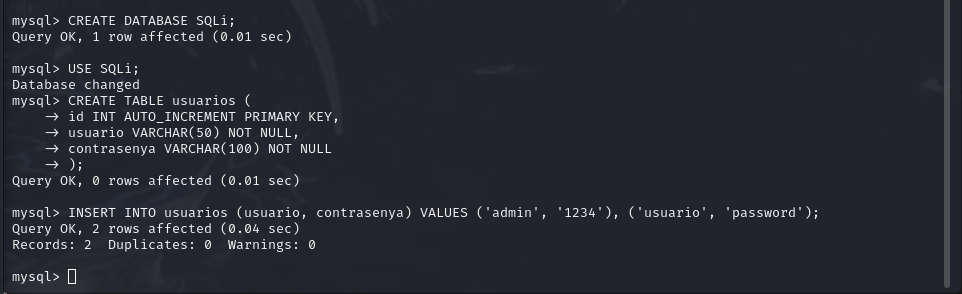 mysql> CREATE DATABASE SQLi;
Query OK, 1 row affected (0.01 sec)
mysql> USE SQLi;
Database changed
mysql> CREATE TABLE usuarios (
    -> id INT AUTO_INCREMENT PRIMARY KEY,
    -> usuario VARCHAR(50) NOT NULL,
    -> contrasenya VARCHAR(100) NOT NULL
    -> );
Query OK, 0 rows affected (0.01 sec)
mysql> INSERT INTO usuarios (usuario, contrasenya) VALUES ('admin', '1234'), ('usuario', 'password');
Query OK, 2 rows affected (0.04 sec)
Records: 2  Duplicates: 0  Warnings: 0
mysql>